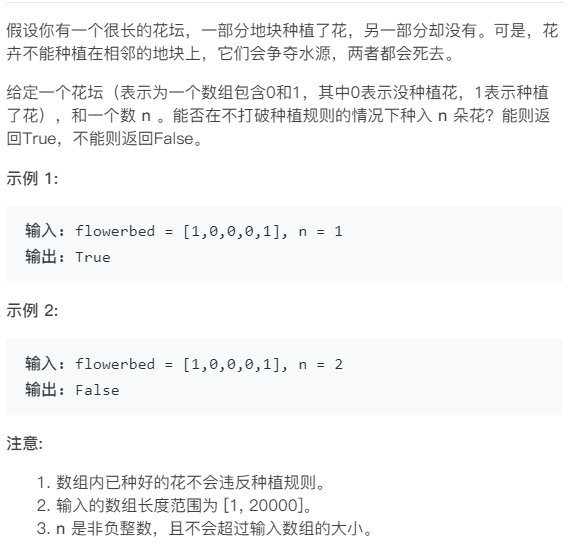 假设你有一个很长的花坛，一部分地块种植了花，另一部分却没有。可是，花
卉不能种植在相邻的地块上，它们会争夺水源，两者都会死去。
给定一个花坛（表示为一个数组包含0和1，其中0表示没种植花，1表示种植
了花），和一个数 n 。能否在不打破种植规则的情况下种入 n 朵花？能则返
回True，不能则返回False。
示例 1:
输入: flowerbed = [1,0,0,0,1], n = 1
输出: True
示例 2:
输入: flowerbed = [1,0,0,0,1], n = 2
输出: False
注意:
1. 数组内已种好的花不会违反种植规则。
2. 输入的数组长度范围为 [1, 20000]。
3. n 是非负整数，且不会超过输入数组的大小。